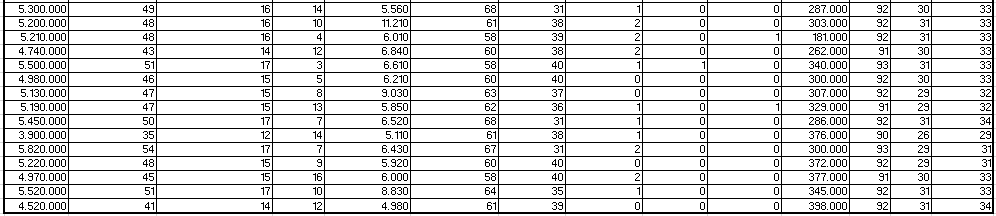 5.300.000 49 16 14 5.560 68 31 1 0 0 287.000 92 30 33
5.200.000 48 16 10 11.210 61 38 2 0 0 303.000 92 31 33
5.210.000 48 16 4 6.010 58 39 2 0 1 181.000 92 31 33
4.740.000 43 14 12 6.840 60 38 2 0 0 262.000 91 30 33
5.500.000 51 17 3 6.610 58 40 1 1 0 340.000 93 31 33
4.980.000 46 15 5 6.210 60 40 0 0 0 300.000 92 30 33
5.130.000 47 15 8 9.030 63 37 0 0 0 307.000 92 29 32
5.190.000 47 15 13 5.850 62 36 1 0 1 329.000 91 29 32
5.450.000 50 17 7 6.520 68 31 1 0 0 286.000 92 31 34
3.900.000 35 12 14 5.110 61 38 1 0 0 376.000 90 26 29
5.820.000 54 17 7 6.430 67 31 2 0 0 300.000 93 29 31
5.220.000 48 15 9 5.920 60 40 0 0 0 372.000 92 29 31
4.970.000 45 15 16 6.000 58 40 2 0 0 377.000 91 30 33
5.520.000 51 17 10 8.830 64 35 1 0 0 345.000 92 31 33
4.520.000 41 14 12 4.980 61 39 0 0 0 398.000 92 31 34